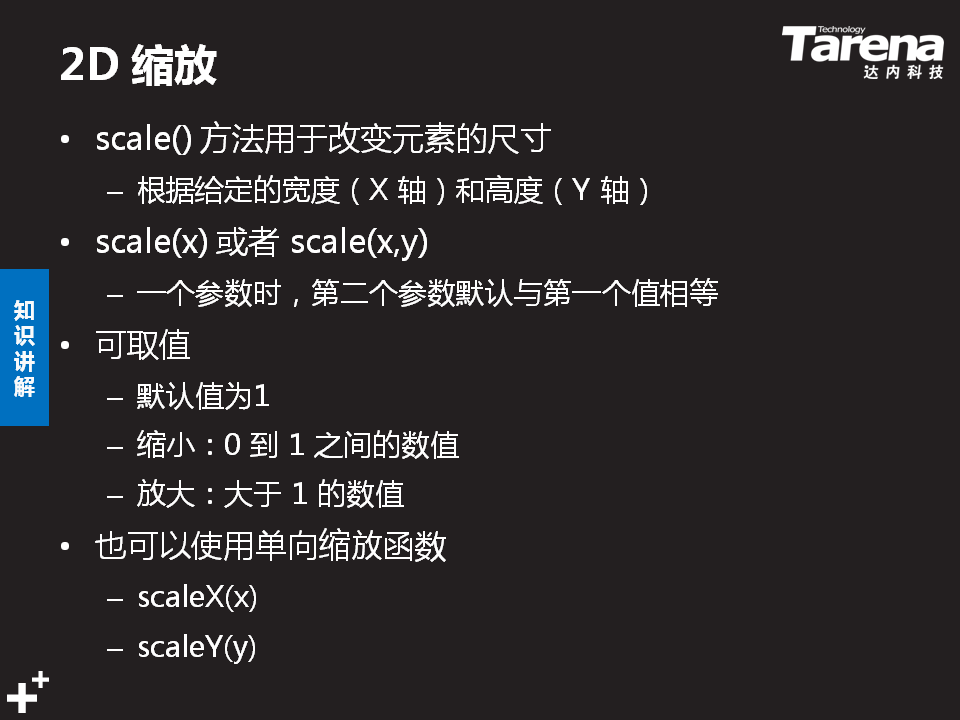 2D 缩放
Technology
Tarena
达内科技
• scale() 方法用于改变元素的尺寸
– 根据给定的宽度（X 轴）和高度（Y 轴）
• scale(x) 或者 scale(x,y)
– 一个参数时，第二个参数默认与第一个值相等
• 可取值
– 默认值为1
– 缩小：0 到 1 之间的数值
– 放大：大于 1 的数值
• 也可以使用单向缩放函数
– scaleX(x)
– scaleY(y)
知识讲解